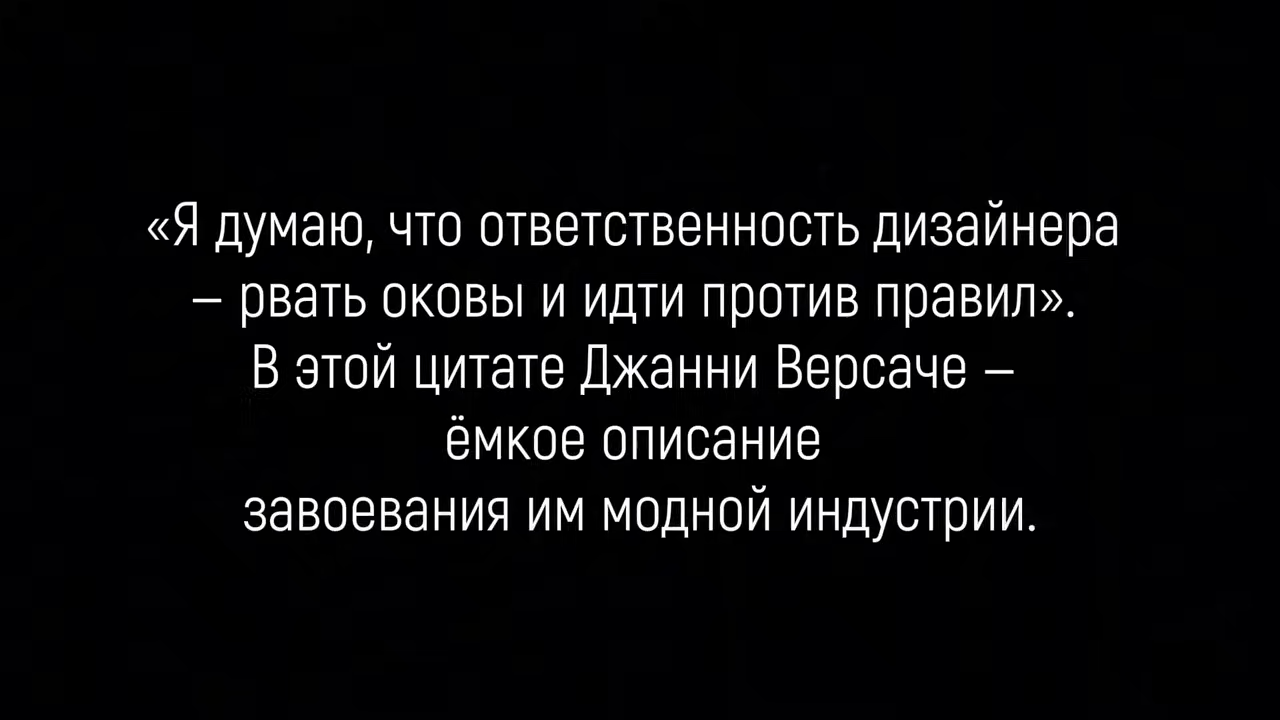 «Я думаю, что ответственность дизайнера
– рвать оковы и идти против правил».
В этой цитате Джанни Версаче –
ёмкое описание
завоевания им модной индустрии.